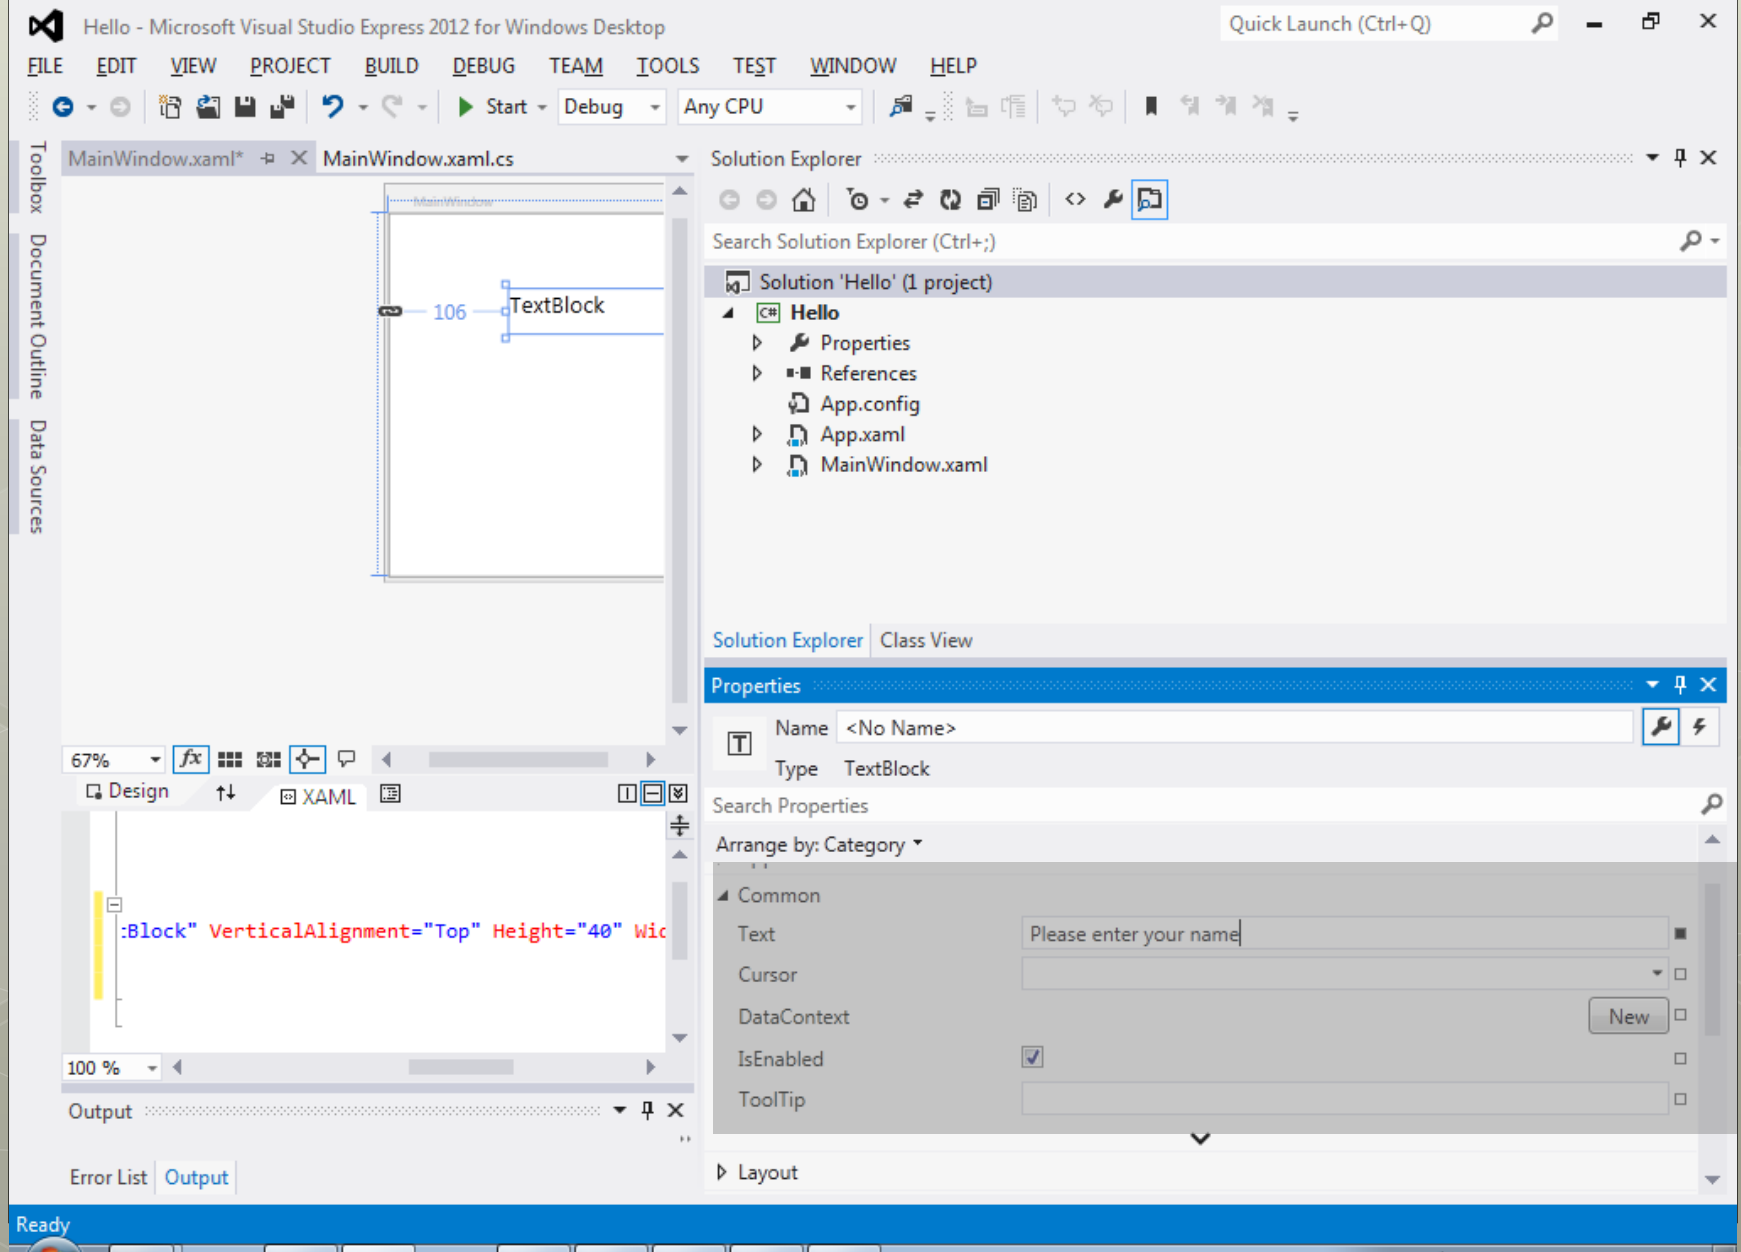 Hello - Microsoft Visual Studio Express 2012 for Windows Desktop
Quick Launch (Ctrl+Q)
FILE EDIT VIEW PROJECT BUILD DEBUG TEAM TOOLS TEST WINDOW HELP
Start Debug Any CPU
Toolbox
Document Outline
Data Sources
MainWindow.xaml* MainWindow.xaml.cs
MainWindow
106
TextBlock
67%
fx
Design XAML
:Block" VerticalAlignment="Top" Height="40" Wid
100 %
Output
Error List Output
Solution Explorer
Search Solution Explorer (Ctrl+;)
Solution 'Hello' (1 project)
C# Hello
Properties
References
App.config
App.xaml
MainWindow.xaml
Solution Explorer Class View
Properties
Name <No Name>
Type TextBlock
Search Properties
Arrange by: Category
Common
Text Please enter your name
Cursor
DataContext New
IsEnabled
ToolTip
Layout
Ready